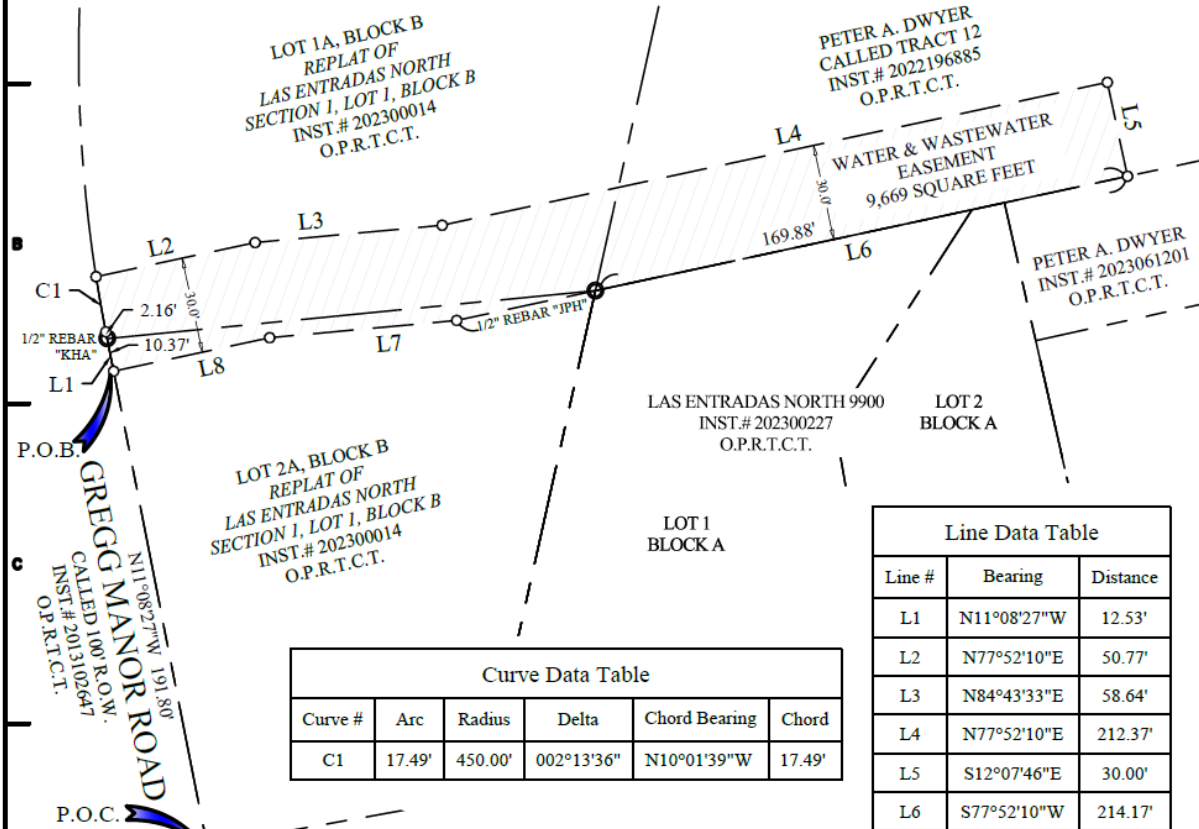 LOT 1A, BLOCK B
REPLAT OF
LAS ENTRADAS NORTH
SECTION 1, LOT 1, BLOCK B
INST.# 202300014
O.P.R.T.C.T.
PETER A. DWYER
CALLED TRACT 12
INST.# 2022196885
O.P.R.T.C.T.
L4
L5
WATER & WASTEWATER
EASEMENT
9,669 SQUARE FEET
30.0'
169.88'
L6
L3
L2
B
C1
30.0'
2.16'
1/2" REBAR
"KHA"
10.37'
L1
L8
L7
1/2" REBAR "JPH"
PETER A. DWYER
INST.# 2023061201
O.P.R.T.C.T.
P.O.B.
LAS ENTRADAS NORTH 9900
INST.# 202300227
O.P.R.T.C.T.
LOT 2
BLOCK A
LOT 2A, BLOCK B
REPLAT OF
LAS ENTRADAS NORTH
SECTION 1, LOT 1, BLOCK B
INST.# 202300014
O.P.R.T.C.T.
LOT 1
BLOCK A
C
N11°08'27"W 191.80'
GREGG MANOR ROAD
CALLED 100' R.O.W.
INST.# 2013102647
O.P.R.T.C.T.
P.O.C.
Curve Data Table
Curve # Arc Radius Delta Chord Bearing Chord
C1 17.49' 450.00' 002°13'36" N10°01'39"W 17.49'
Line Data Table
Line # Bearing Distance
L1 N11°08'27"W 12.53'
L2 N77°52'10"E 50.77'
L3 N84°43'33"E 58.64'
L4 N77°52'10"E 212.37'
L5 S12°07'46"E 30.00'
L6 S77°52'10"W 214.17'